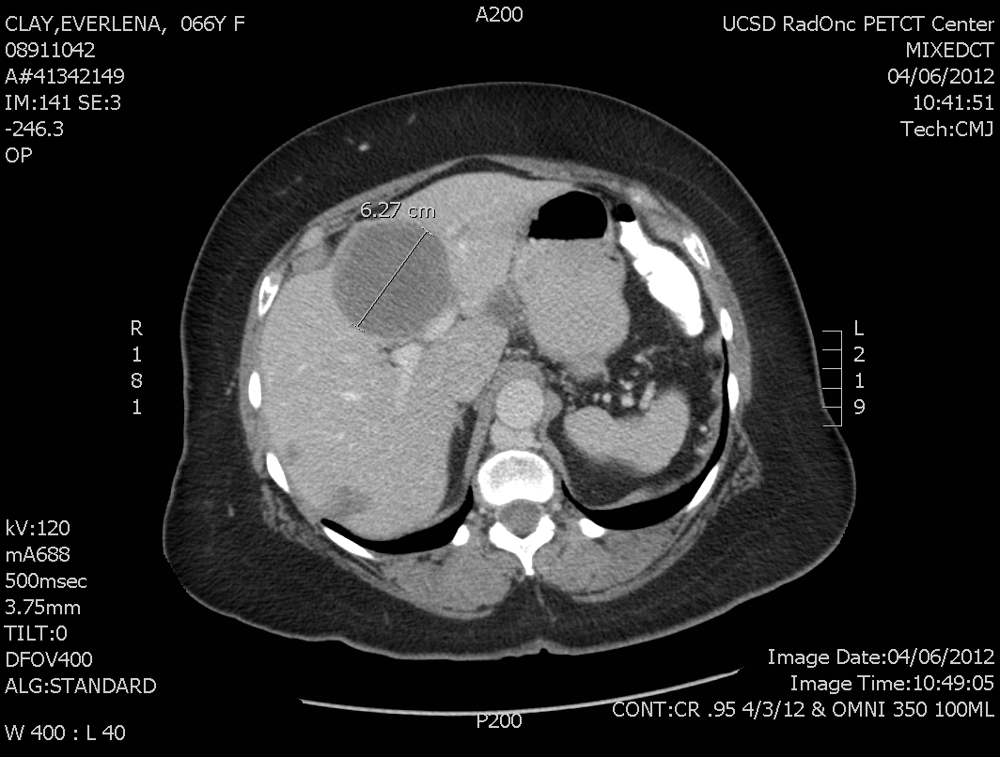 CLAY,EVERLENA, 066Y F
08911042
A#41342149
IM:141 SE:3
-246.3
OP
A200
UCSD RadOnc PETCT Center
MIXEDCT
04/06/2012
10:41:51
Tech:CMJ
6.27 cm
R
1
8
1
L
2
1
9
kV:120
mA688
500msec
3.75mm
TILT:0
DFOV400
ALG:STANDARD
W 400 : L 40
P200
Image Date:04/06/2012
Image Time:10:49:05
CONT:CR .95 4/3/12 & OMNI 350 100ML